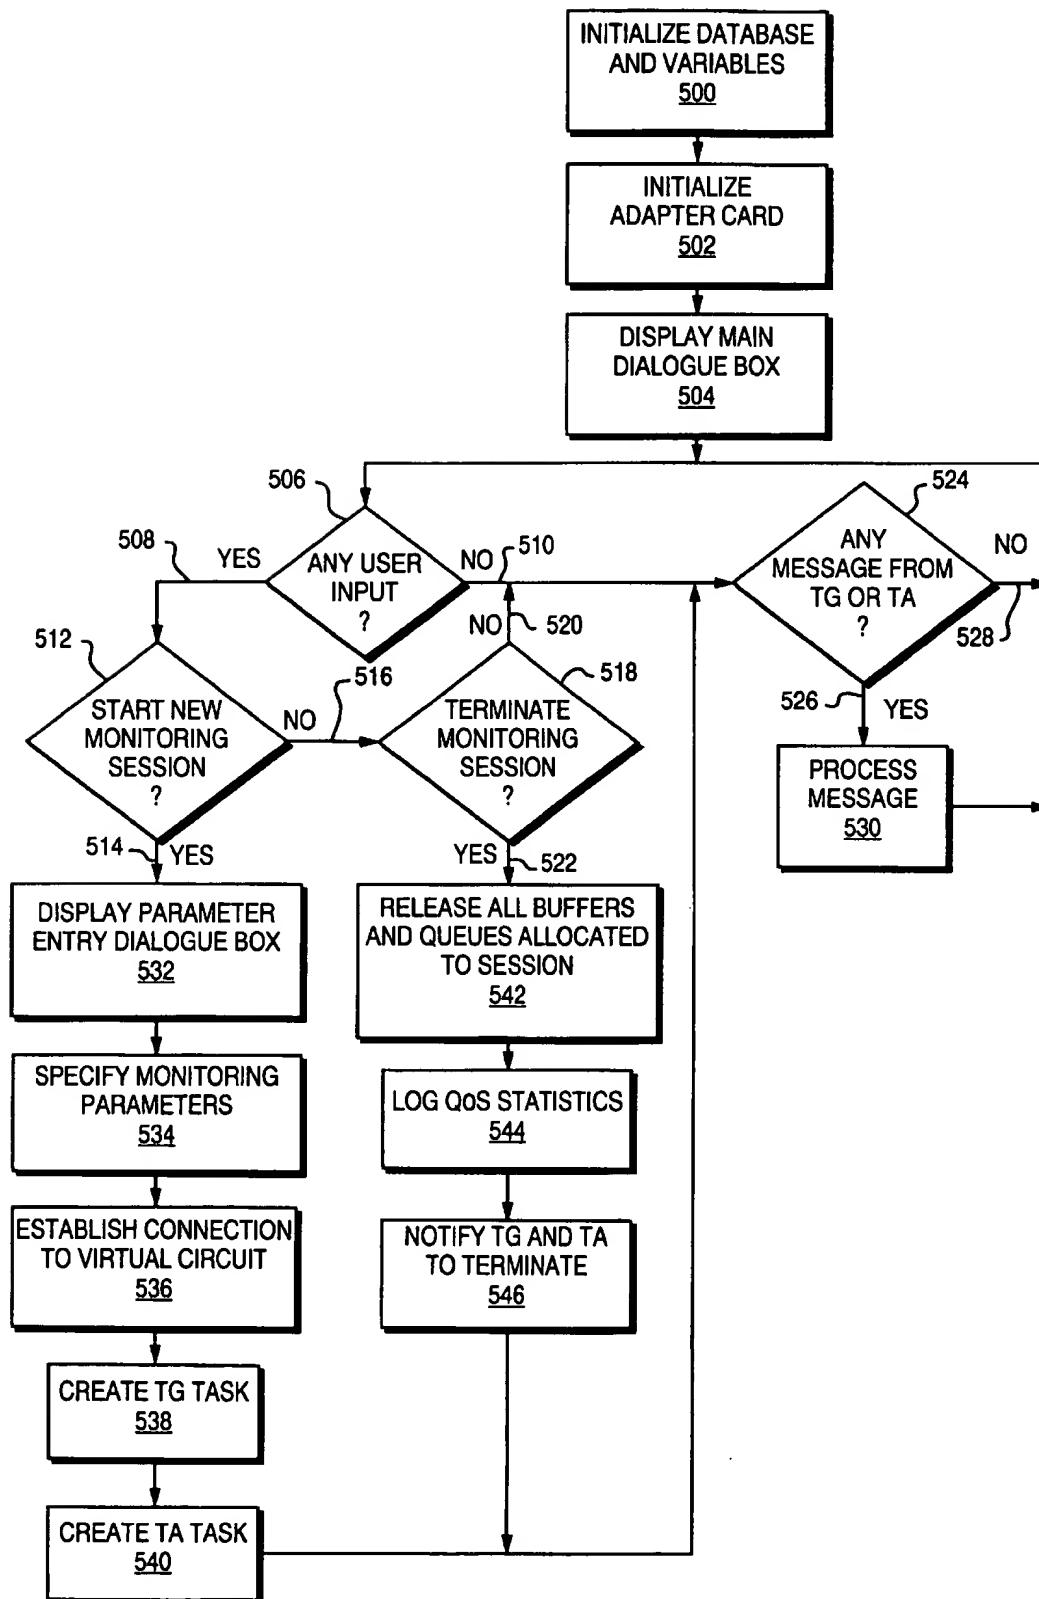 INITIALIZE DATABASE
AND VARIABLES
500
INITIALIZE
ADAPTER CARD
502
DISPLAY MAIN
DIALOGUE BOX
504
506
ANY USER
INPUT
?
508
YES
NO
510
524
ANY
MESSAGE FROM
TG OR TA
?
NO
528
526
YES
PROCESS
MESSAGE
530
512
START NEW
MONITORING
SESSION
?
NO
516
NO
520
518
TERMINATE
MONITORING
SESSION
?
514
YES
YES
522
DISPLAY PARAMETER
ENTRY DIALOGUE BOX
532
SPECIFY MONITORING
PARAMETERS
534
ESTABLISH CONNECTION
TO VIRTUAL CIRCUIT
536
CREATE TG TASK
538
CREATE TA TASK
540
RELEASE ALL BUFFERS
AND QUEUES ALLOCATED
TO SESSION
542
LOG QoS STATISTICS
544
NOTIFY TG AND TA
TO TERMINATE
546